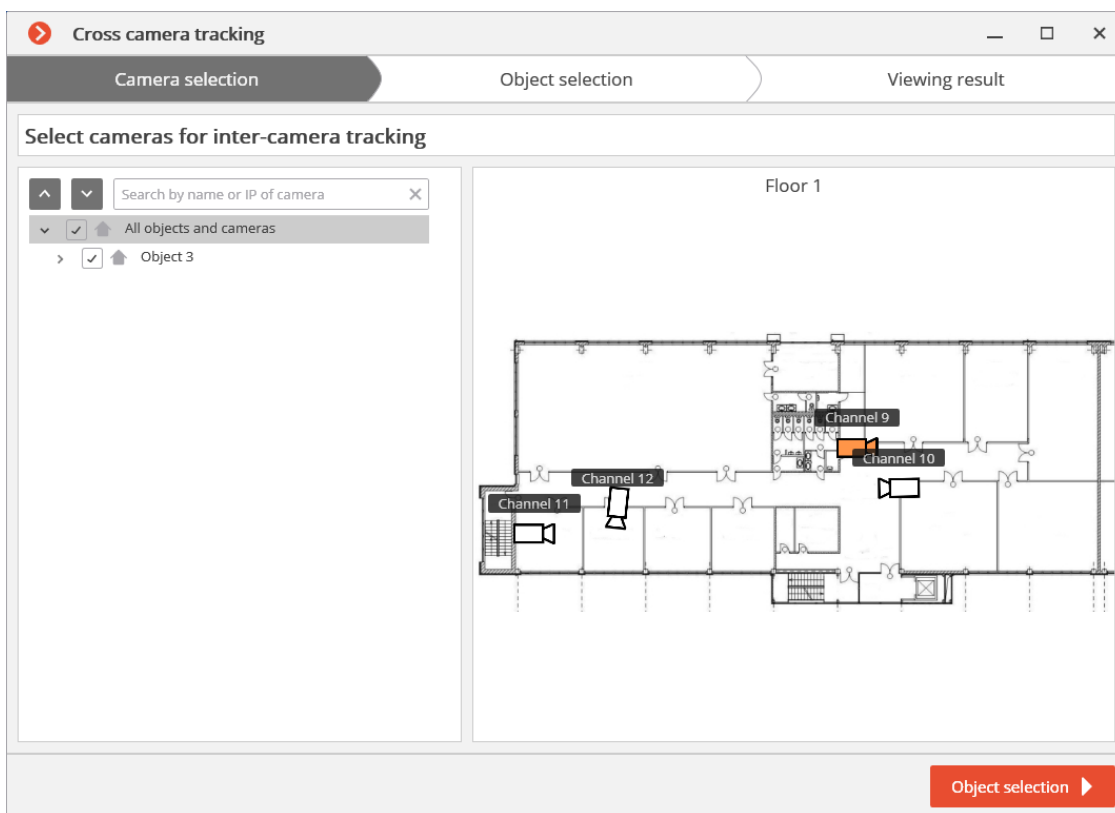 Cross camera tracking
Camera selection
Object selection
Viewing result
Select cameras for inter-camera tracking
Search by name or IP of camera
All objects and cameras
Object 3
Floor 1
Channel 9
Channel 10
Channel 12
Channel 11
Object selection